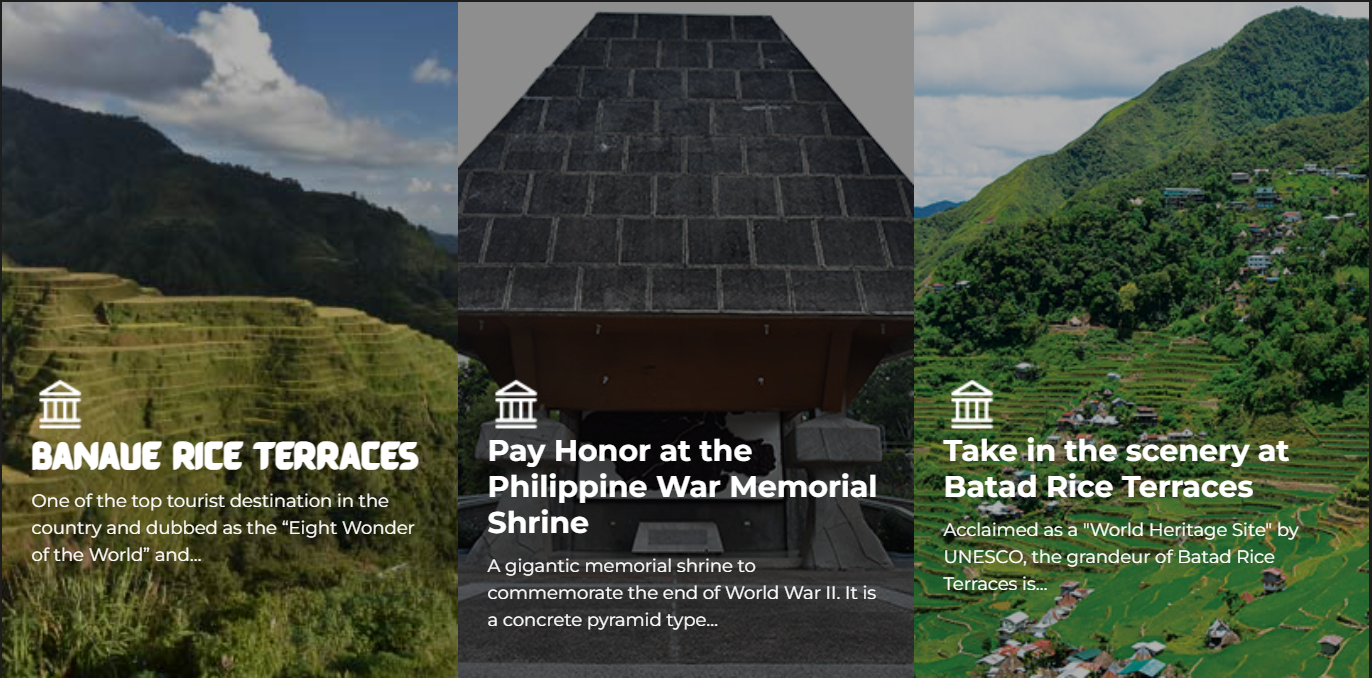 BANAUE RICE TERRACES
One of the top tourist destination in the
country and dubbed as the “Eight Wonder
of the World” and...
Pay Honor at the
Philippine War Memorial
Shrine
A gigantic memorial shrine to
commemorate the end of World War II. It is
a concrete pyramid type...
Take in the scenery at
Batad Rice Terraces
Acclaimed as a "World Heritage Site" by
UNESCO, the grandeur of Batad Rice
Terraces is...